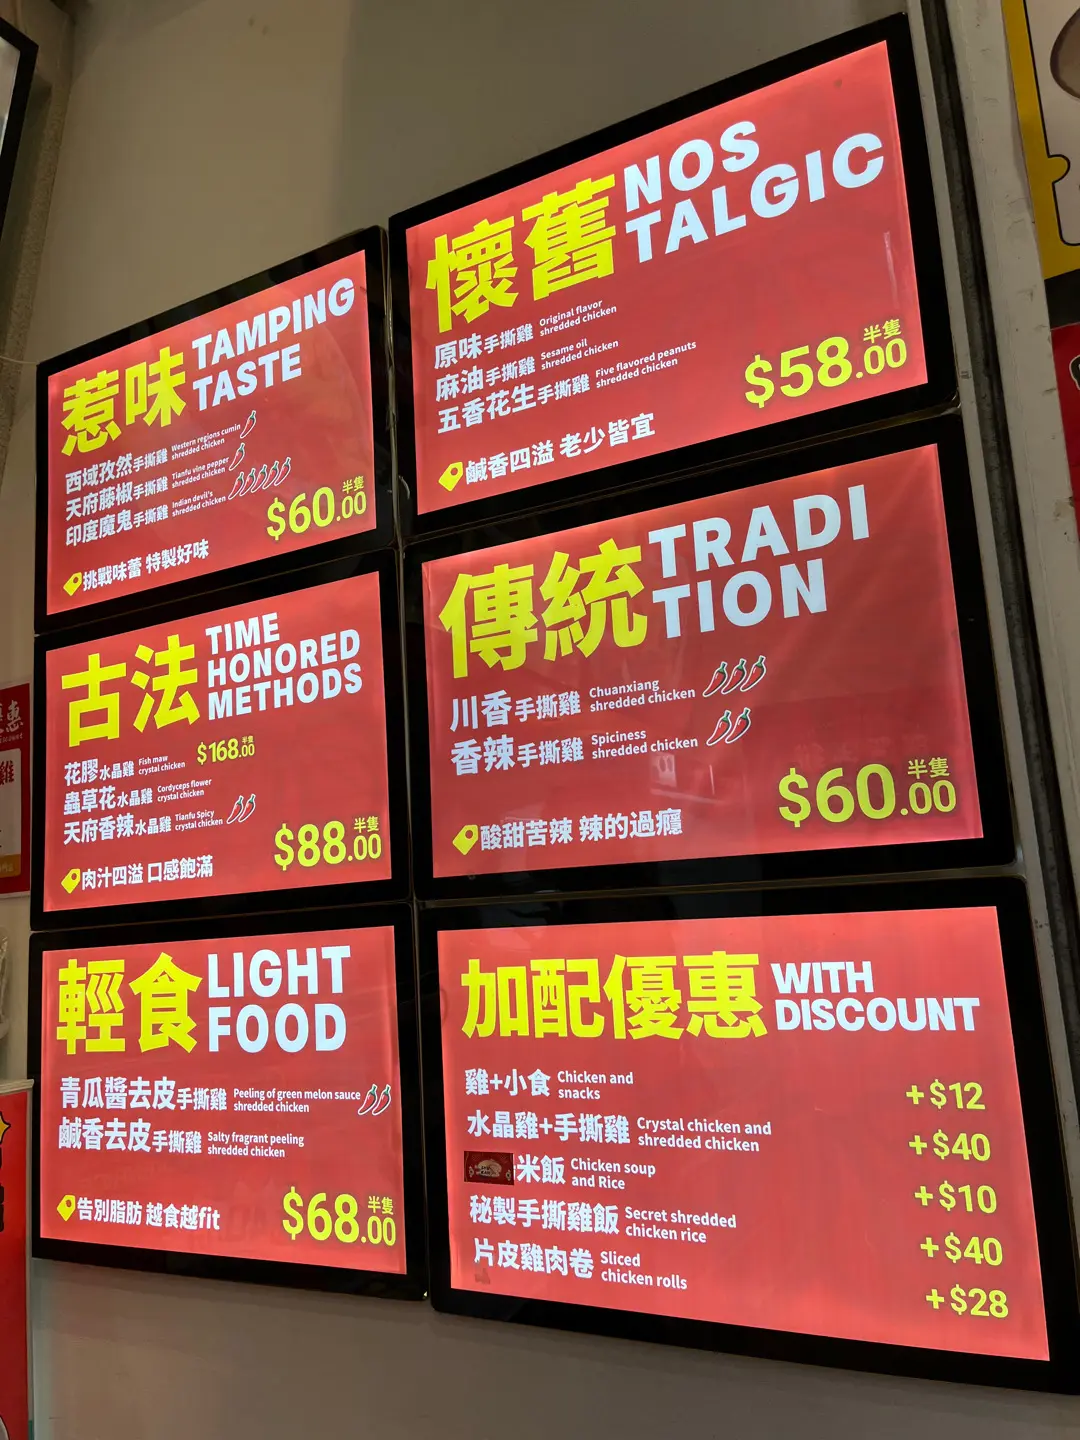 懷舊 NOS
TALGIC
原味手撕雞 Original flavor
shredded chicken
麻油手撕雞 Sesame oil
shredded chicken
五香花生手撕雞 Five flavored peanuts
shredded chicken
半隻
$58.00
鹹香四溢 老少皆宜
惹味 TAMPING
TASTE
西域孜然手撕雞 Western regions cumin
shredded chicken
天府藤椒手撕雞 Tianfu vine pepper
shredded chicken
印度魔鬼手撕雞 Indian devil's
shredded chicken
半隻
$60.00
挑戰味蕾 特製好味
傳統 TRADI
TION
川香手撕雞 Chuanxiang
shredded chicken
香辣手撕雞 Spiciness
shredded chicken
半隻
$60.00
酸甜苦辣 辣的過癮
古法 TIME
HONORED
METHODS
花膠水晶雞 Fish maw
crystal chicken
$168.00 半隻
蟲草花水晶雞 Cordyceps flower
crystal chicken
天府香辣水晶雞 Tianfu Spicy
crystal chicken
半隻
$88.00
肉汁四溢 口感飽滿
輕食 LIGHT
FOOD
青瓜醬去皮手撕雞 Peeling of green melon sauce
shredded chicken
鹹香去皮手撕雞 Salty fragrant peeling
shredded chicken
半隻
$68.00
告別脂肪 越食越fit
加配優惠 WITH
DISCOUNT
雞+小食 Chicken and
snacks
+$12
水晶雞+手撕雞 Crystal chicken and
shredded chicken
+$40
米飯 Chicken soup
and Rice
+$10
秘製手撕雞飯 Secret shredded
chicken rice
+$40
片皮雞肉卷 Sliced
chicken rolls
+$28
惠
雞